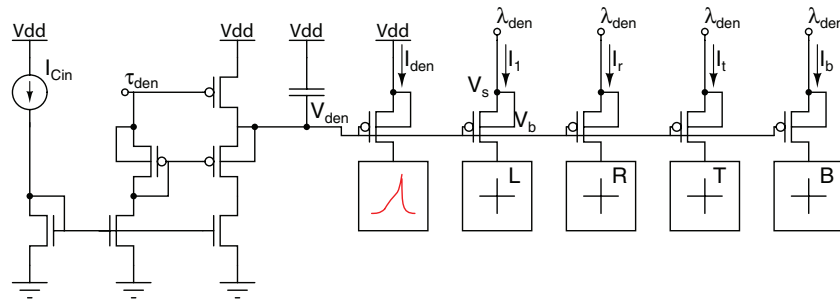 Vdd Vdd Vdd Vdd λden λden λden λden
ICin τden Iden I1 Ir It Ib
Vs
Vden Vb
L R T B